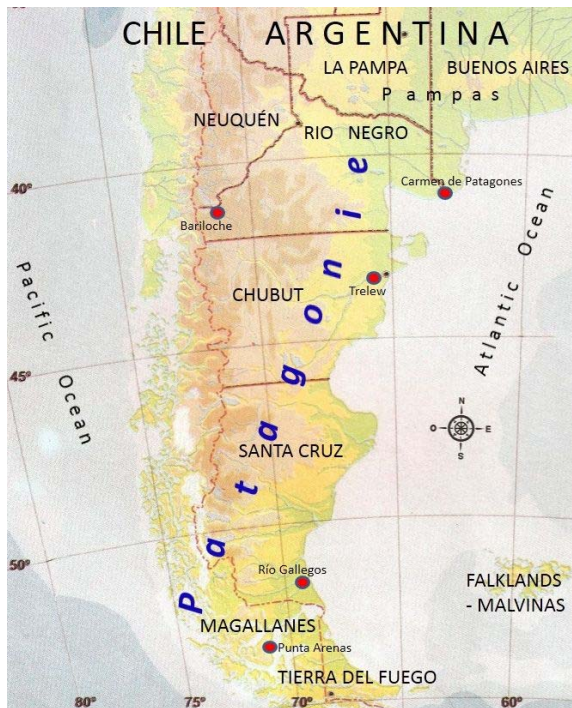 CHILE ARGENTINA
LA PAMPA BUENOS AIRES
Pampas
NEUQUÉN
RIO NEGRO
40°
Carmen de Patagones
Bariloche
Patagonie
Pacific Ocean
Atlantic Ocean
CHUBUT
Trelew
45°
N
O E
S
SANTA CRUZ
50°
Río Gallegos
FALKLANDS
- MALVINAS
MAGALLANES
Punta Arenas
TIERRA DEL FUEGO
80° 75° 70° 60°